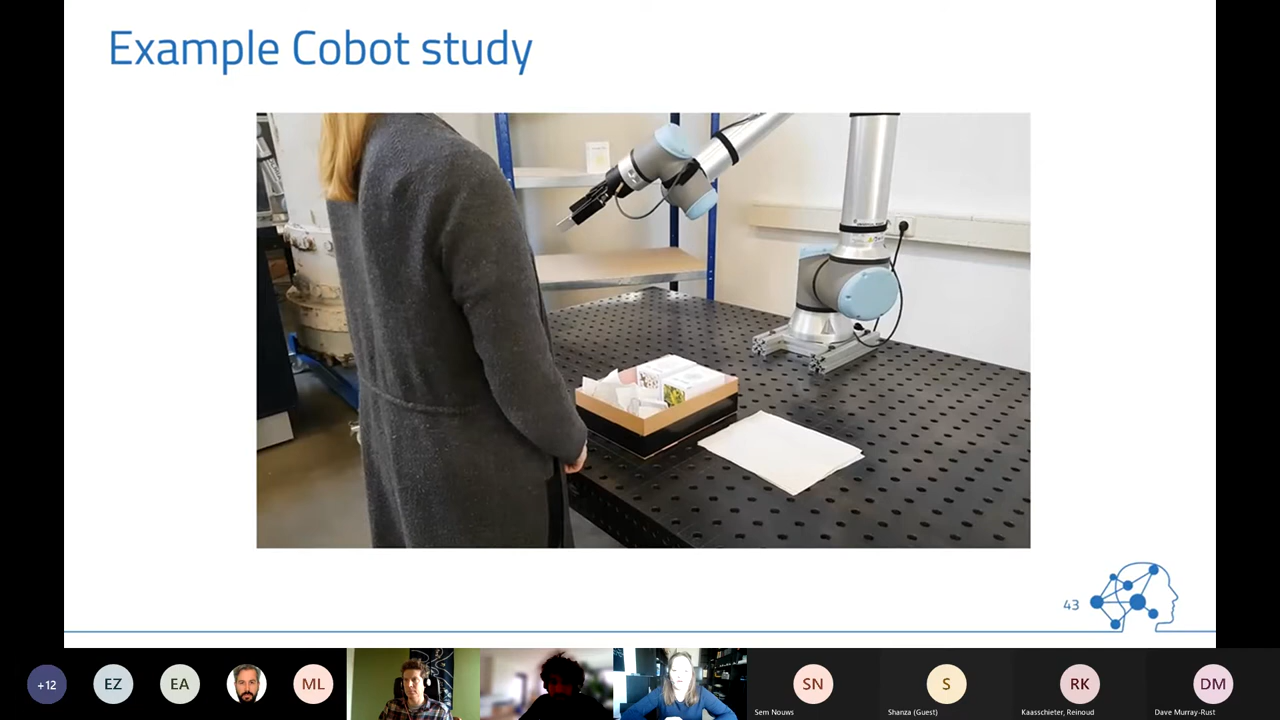 Example Cobot study
43
+12
EZ
EA
ML
SN
S
RK
DM
Sem Nouws
Shanza (Guest)
Kaasschieter, Reinoud
Dave Murray-Rust